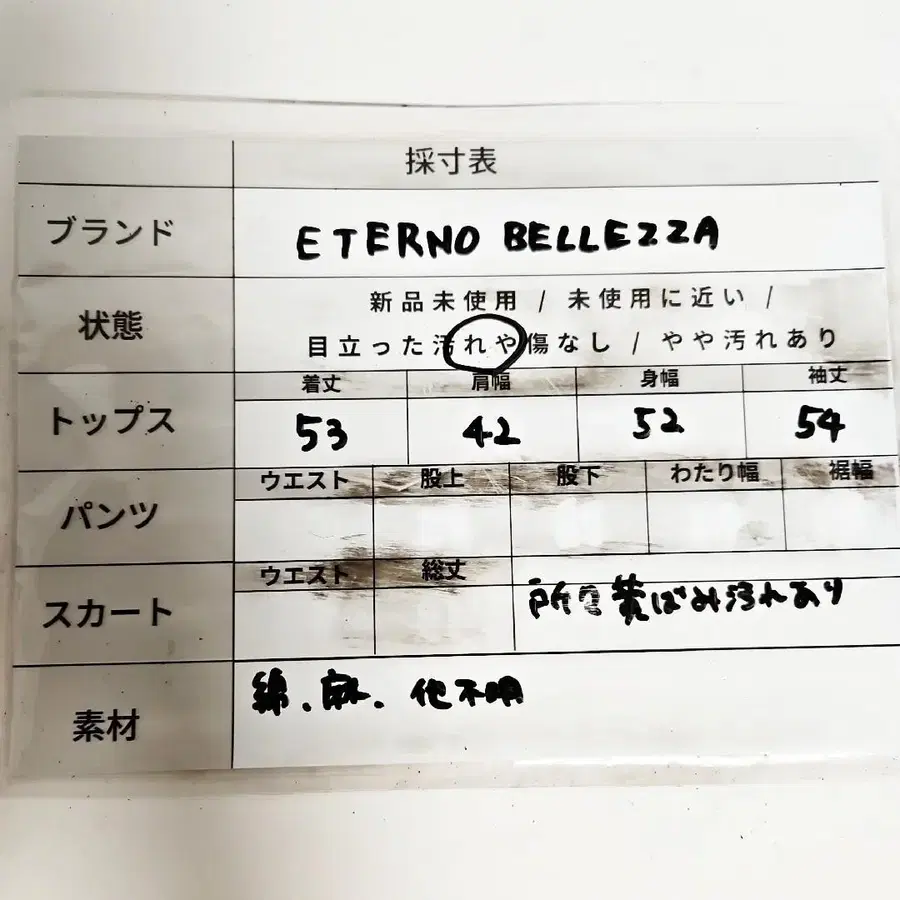 採寸表
ブランド ETERNO BELLEZZA
状態 新品未使用 / 未使用に近い /
目立った汚れや傷なし / やや汚れあり
着丈 肩幅 身幅 袖丈
トップス 53 42 52 54
ウエスト 股上 股下 わたり幅 裾幅
パンツ
ウエスト 総丈
スカート 所々黄ばみ汚れあり
素材 綿、麻、他不明